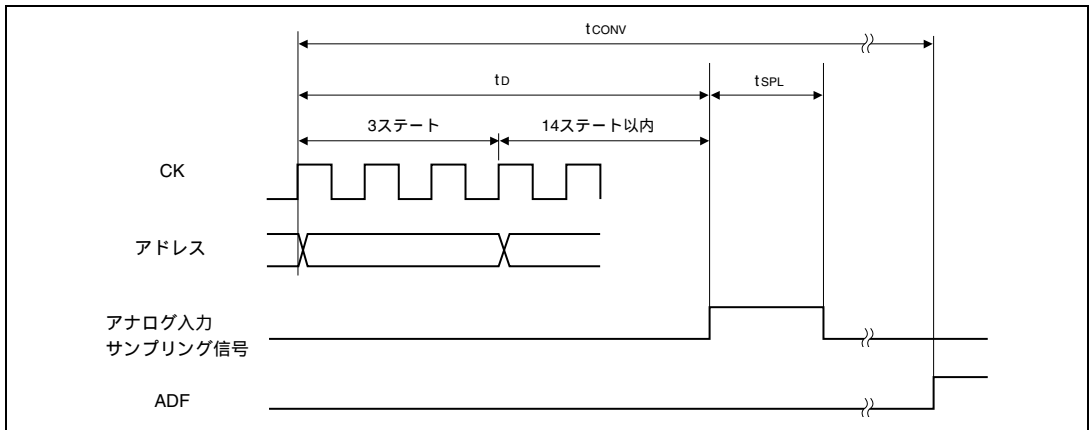 tCONV
tD
tSPL
3ステート
14ステート以内
CK
アドレス
アナログ入力
サンプリング信号
ADF